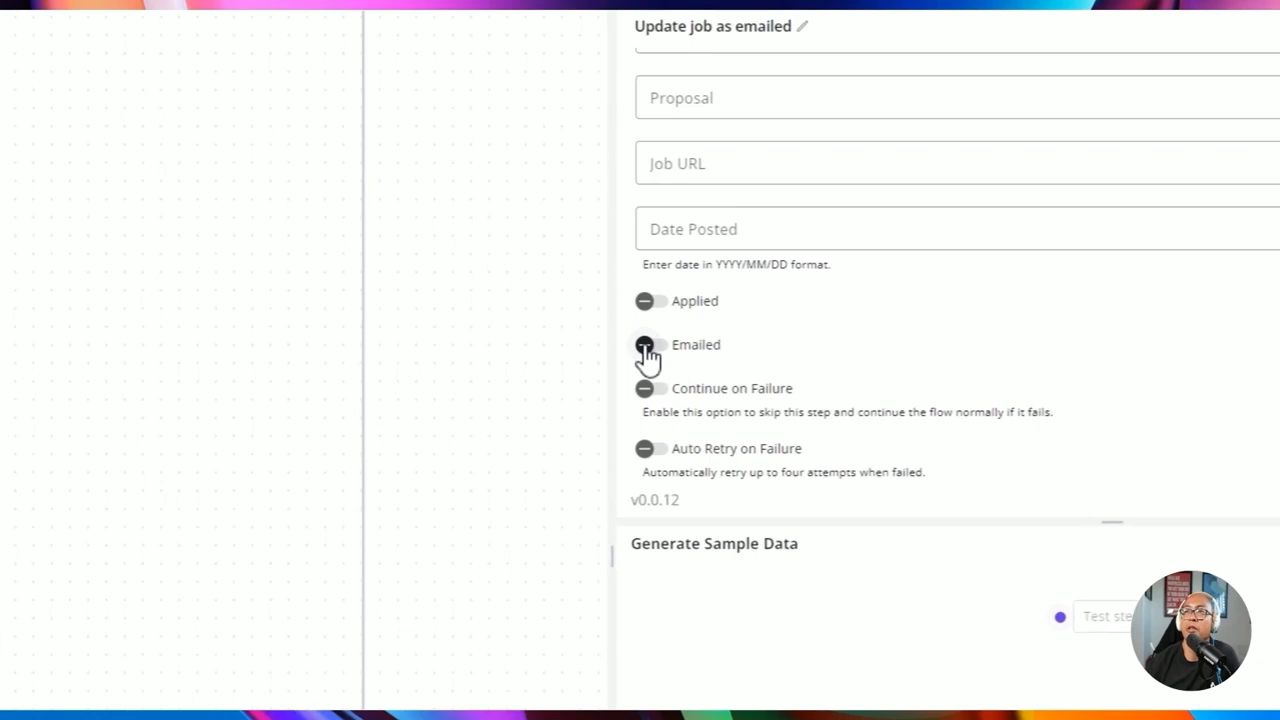 Update job as emailed
Proposal
Job URL
Date Posted
Enter date in YYYY/MM/DD format.
Applied
Emailed
Continue on Failure
Enable this option to skip this step and continue the flow normally if it fails.
Auto Retry on Failure
Automatically retry up to four attempts when failed.
v0.0.12
Generate Sample Data
Test ste